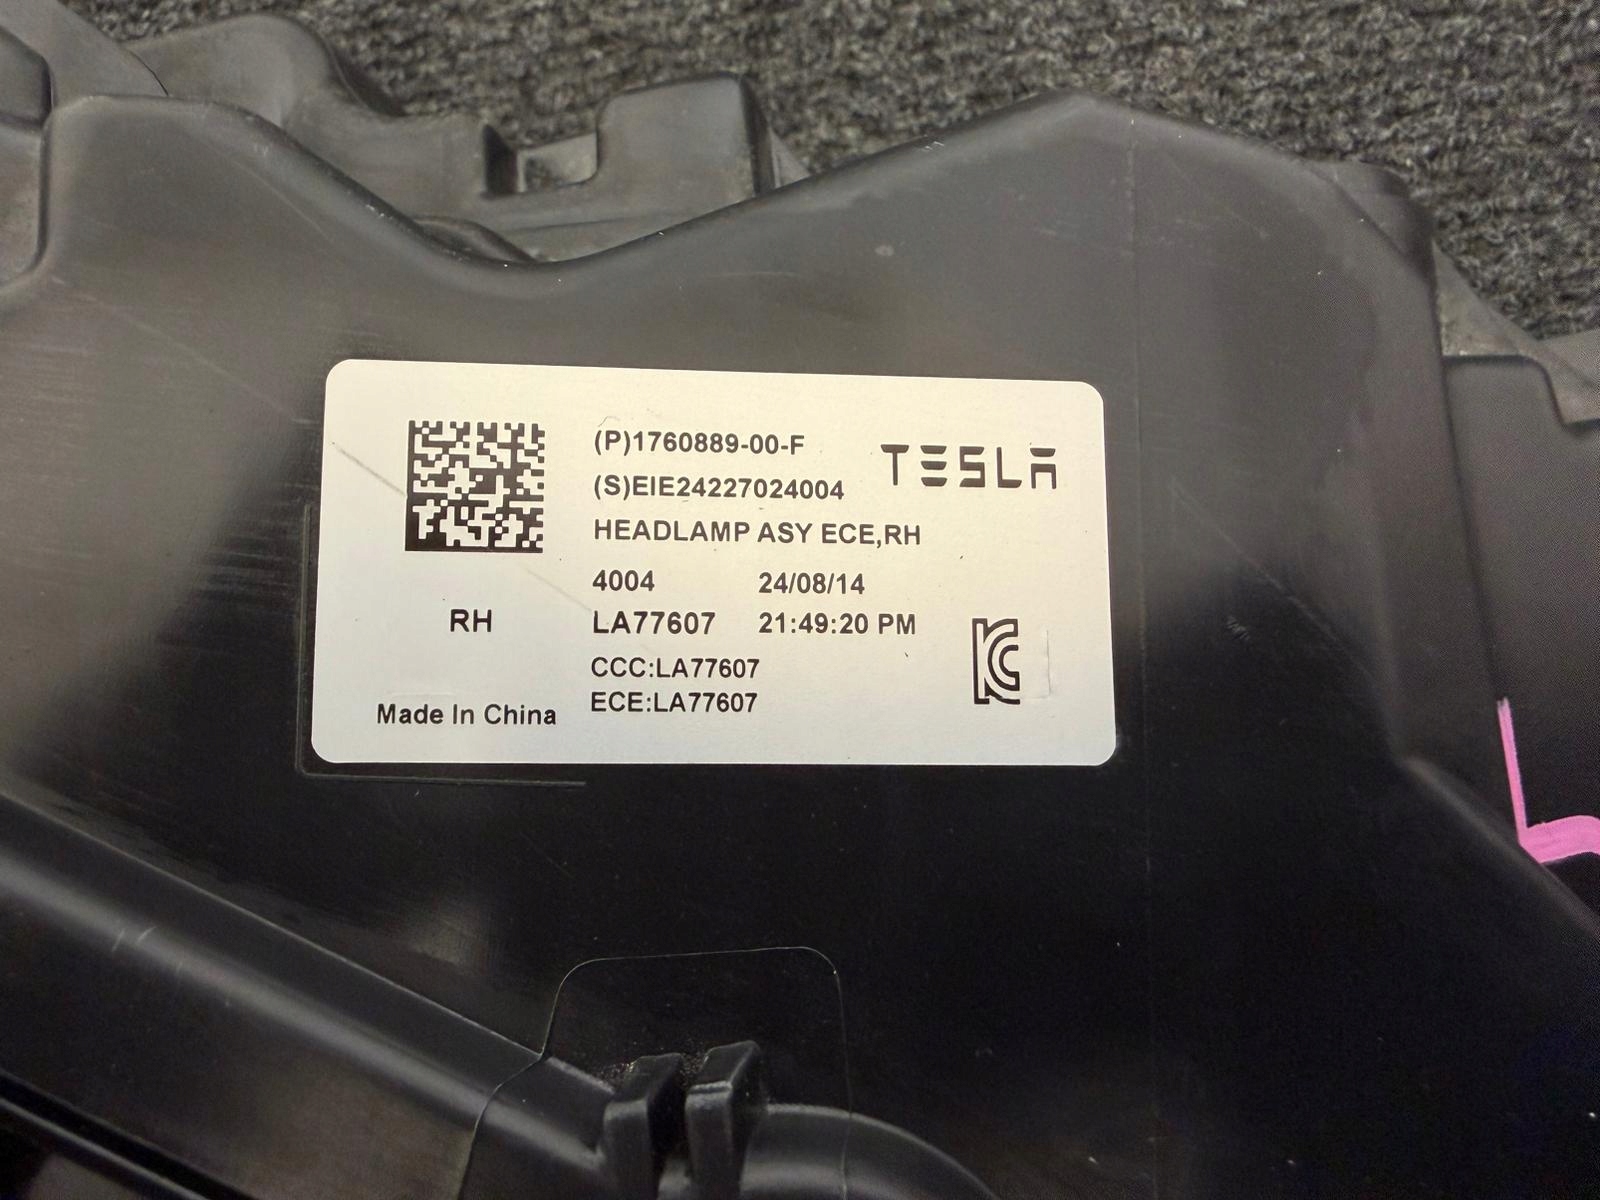 (P)1760889-00-F
TESLA
(S)EIE24227024004
HEADLAMP ASY ECE,RH
4004 24/08/14
RH LA77607 21:49:20 PM
CCC:LA77607
ECE:LA77607
Made In China